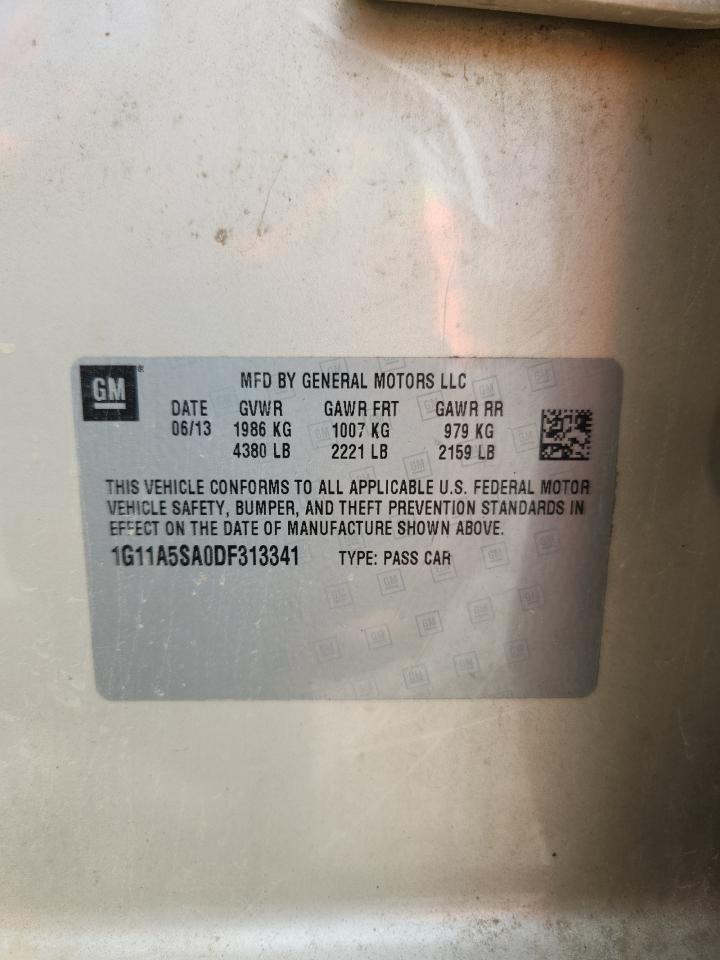 GM®
MFD BY GENERAL MOTORS LLC
DATE GVWR GAWR FRT GAWR RR
06/13 1986 KG 1007 KG 979 KG
4380 LB 2221 LB 2159 LB
THIS VEHICLE CONFORMS TO ALL APPLICABLE U.S. FEDERAL MOTOR
VEHICLE SAFETY, BUMPER, AND THEFT PREVENTION STANDARDS IN
EFFECT ON THE DATE OF MANUFACTURE SHOWN ABOVE.
1G11A5SA0DF313341 TYPE: PASS CAR